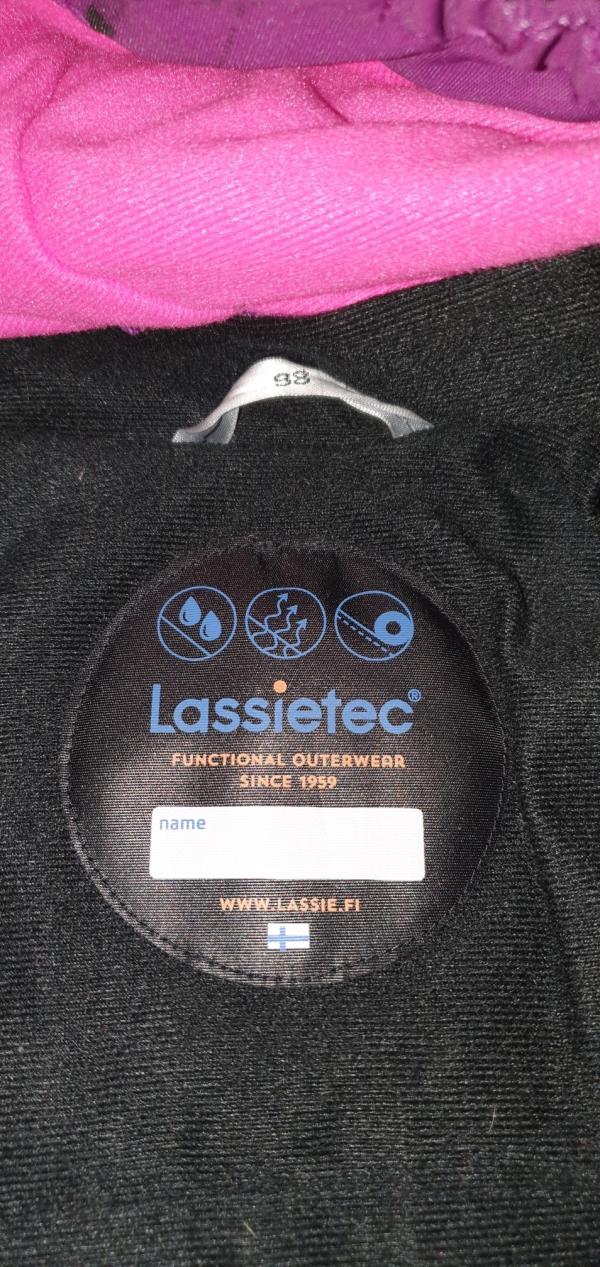 98
Lassietec®
FUNCTIONAL OUTERWEAR
SINCE 1959
name
WWW.LASSIE.FI